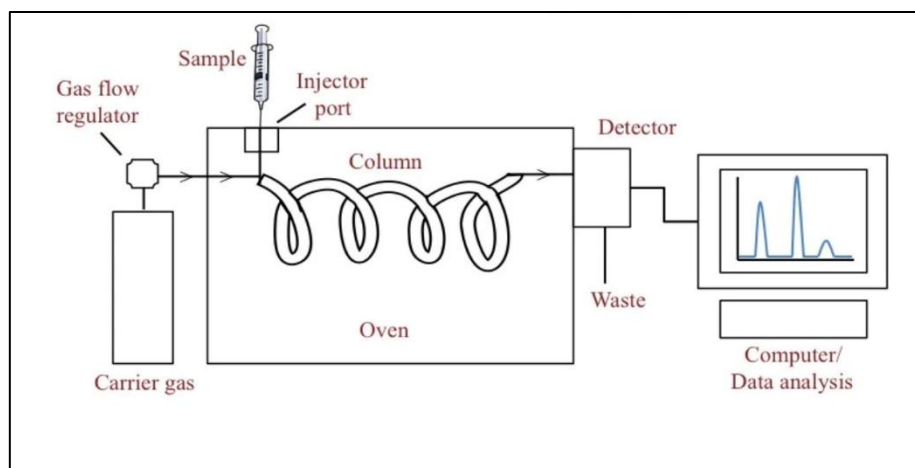 Sample
Gas flow
regulator
Injector
port
Detector
Column
Oven
Waste
Carrier gas
Computer/
Data analysis